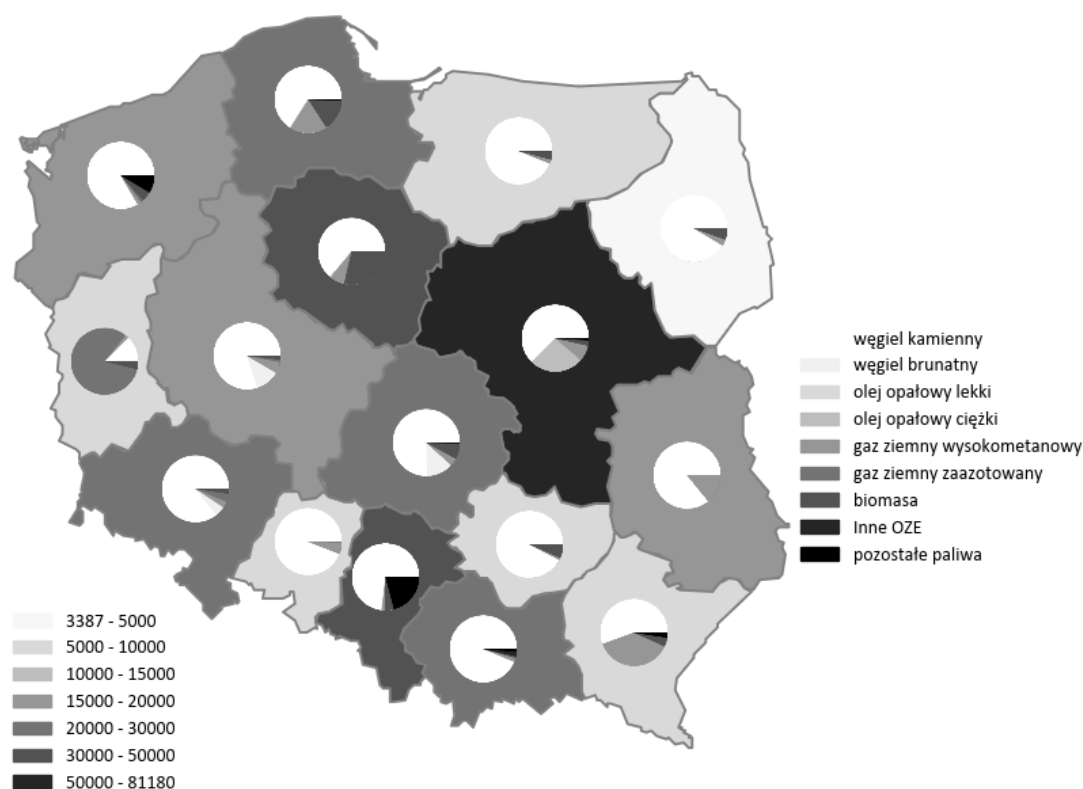 węgiel kamienny
węgiel brunatny
olej opałowy lekki
olej opałowy ciężki
gaz ziemny wysokometanowy
gaz ziemny zaazotowany
biomasa
Inne OZE
pozostałe paliwa
3387 - 5000
5000 - 10000
10000 - 15000
15000 - 20000
20000 - 30000
30000 - 50000
50000 - 81180